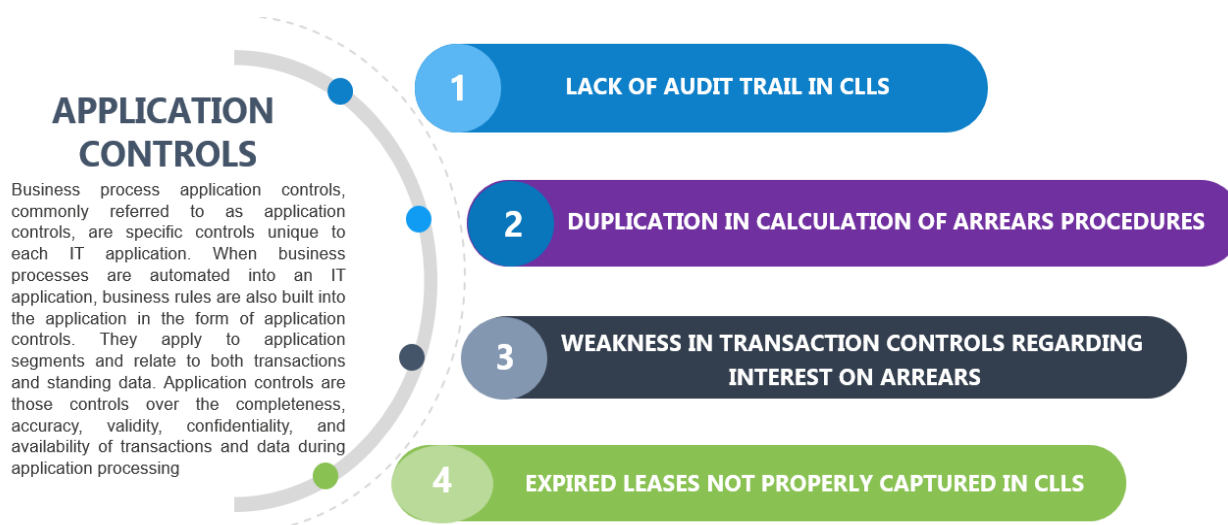 APPLICATION
CONTROLS
Business process application controls,
commonly referred to as application
controls, are specific controls unique to
each IT application. When business
processes are automated into an IT
application, business rules are also built into
the application in the form of application
controls. They apply to application
segments and relate to both transactions
and standing data. Application controls are
those controls over the completeness,
accuracy, validity, confidentiality, and
availability of transactions and data during
application processing
1
LACK OF AUDIT TRAIL IN CLLS
2
DUPLICATION IN CALCULATION OF ARREARS PROCEDURES
3
WEAKNESS IN TRANSACTION CONTROLS REGARDING
INTEREST ON ARREARS
4
EXPIRED LEASES NOT PROPERLY CAPTURED IN CLLS